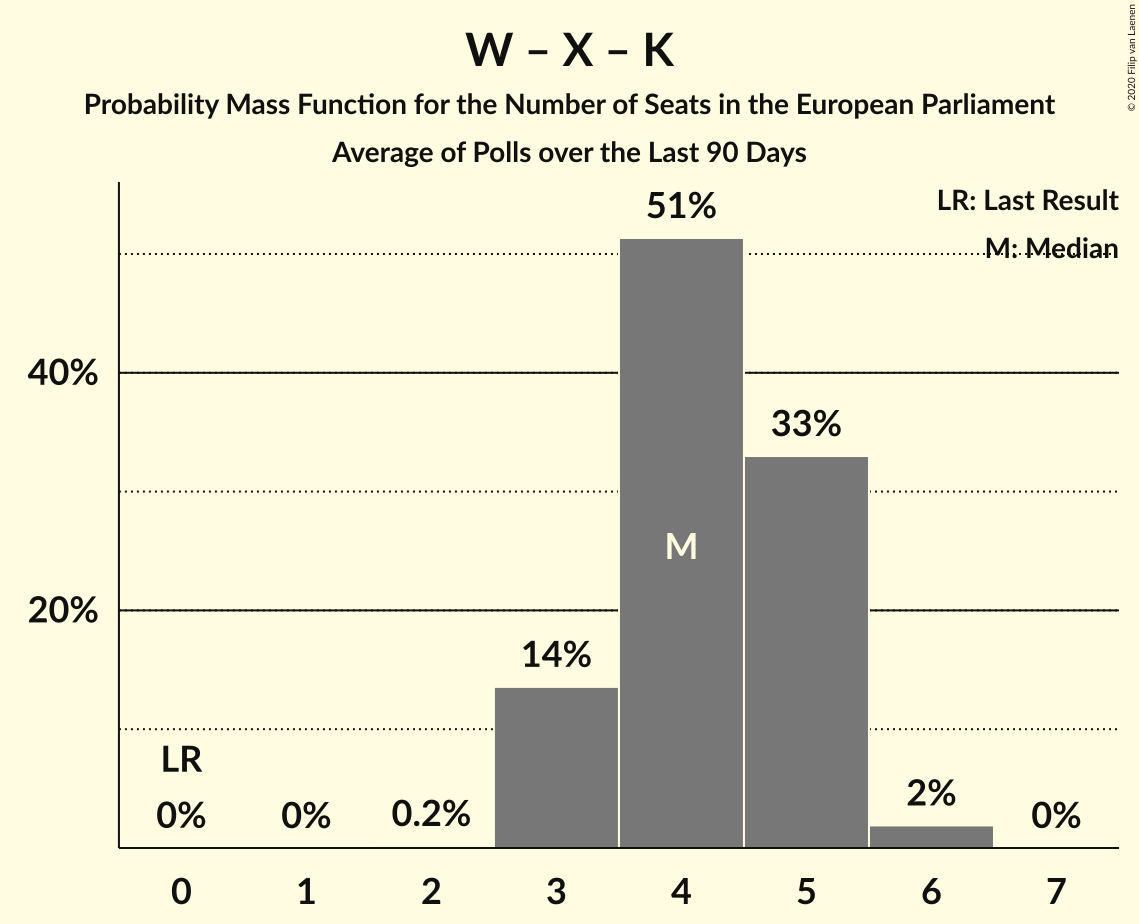 W – X – K
Probability Mass Function for the Number of Seats in the European Parliament
Average of Polls over the Last 90 Days
© 2020 Filip van Laenen
LR: Last Result
M: Median
51%
40%
33%
M
20%
14%
LR
0%
0%
0.2%
2%
0%
0
1
2
3
4
5
6
7